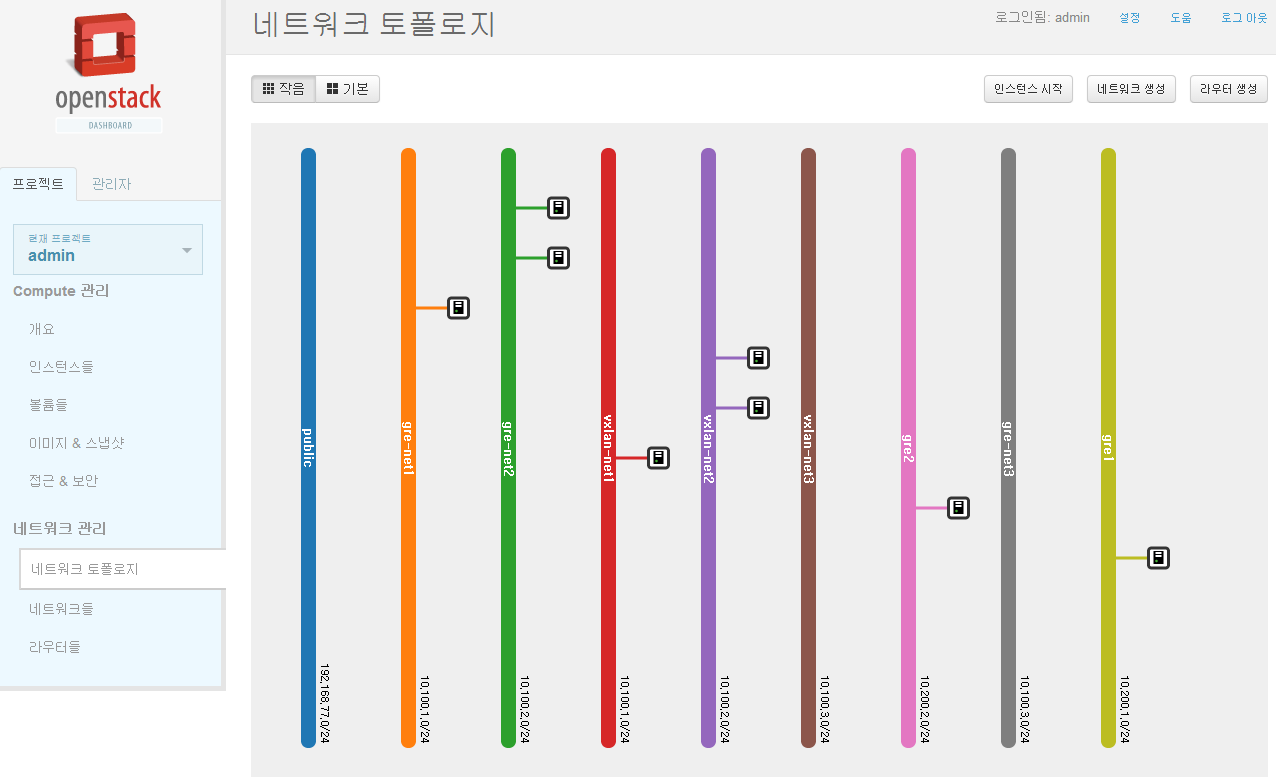 openstack
DASHBOARD
프로젝트
관리자
현재 프로젝트
admin
Compute 관리
개요
인스턴스들
볼륨들
이미지 & 스냅샷
접근 & 보안
네트워크 관리
네트워크 토폴로지
네트워크들
라우터들
네트워크 토폴로지
로그인됨: admin
설정
도움
로그 아웃
작음
기본
인스턴스 시작
네트워크 생성
라우터 생성
public
192.168.77.0/24
gre-net1
10.100.1.0/24
gre-net2
10.100.2.0/24
vxlan-net1
10.100.1.0/24
vxlan-net2
10.100.2.0/24
vxlan-net3
10.100.3.0/24
gre2
10.200.2.0/24
gre-net3
10.100.3.0/24
gre1
10.200.1.0/24